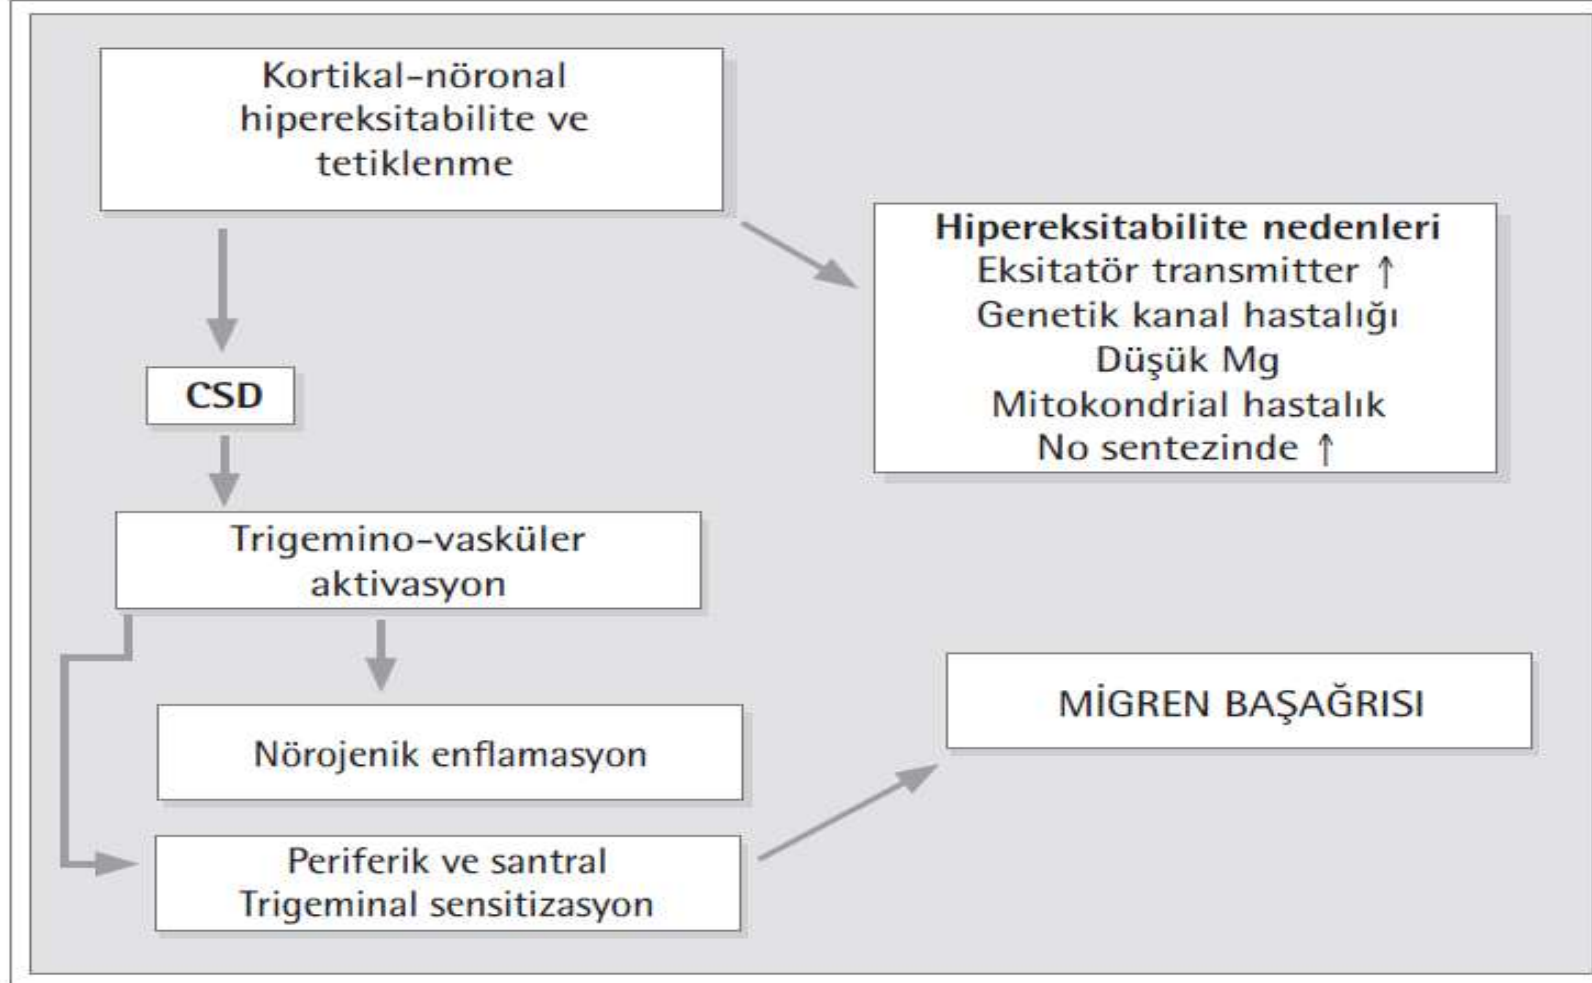 Kortikal-nöronal
hipereksitabilite ve
tetiklenme
Hipereksitabilite nedenleri
Eksitatör transmitter ↑
Genetik kanal hastalığı
Düşük Mg
Mitokondrial hastalık
No sentezinde ↑
CSD
Trigemino-vasküler
aktivasyon
Nörojenik enflamasyon
MİGREN BAŞAĞRISI
Periferik ve santral
Trigeminal sensitizasyon